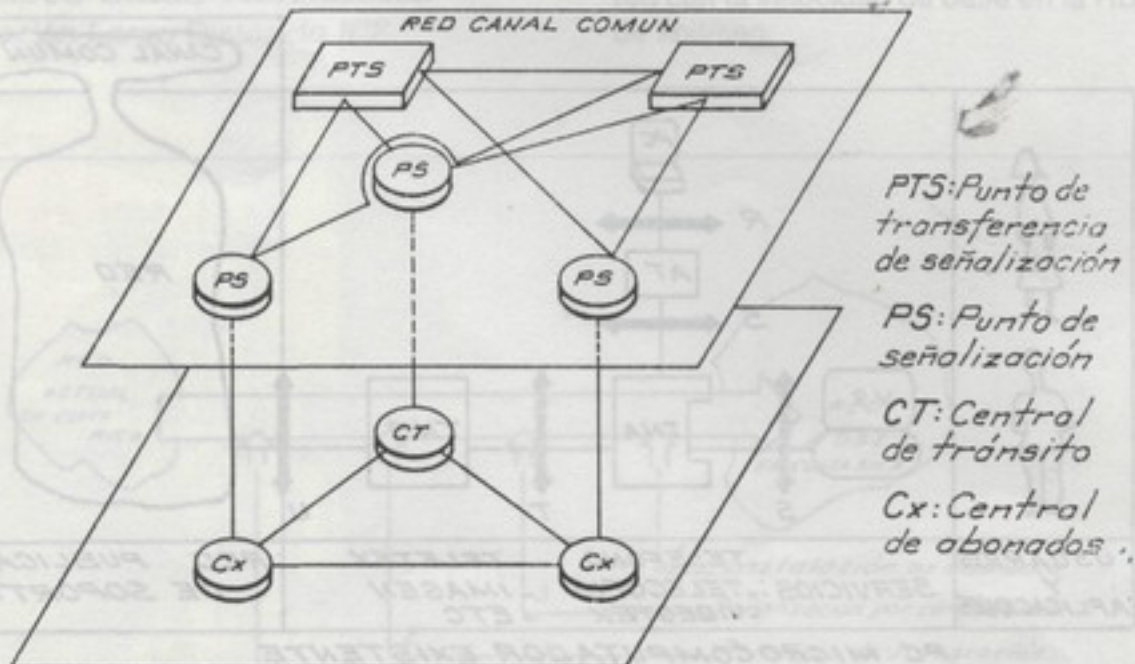 RED CANAL COMUN
PTS
PTS
PS
PS
PS
CT
Cx
Cx
PTS: Punto de
transferencia
de señalización
PS: Punto de
señalización
CT: Central
de tránsito
Cx: Central
de abonados.